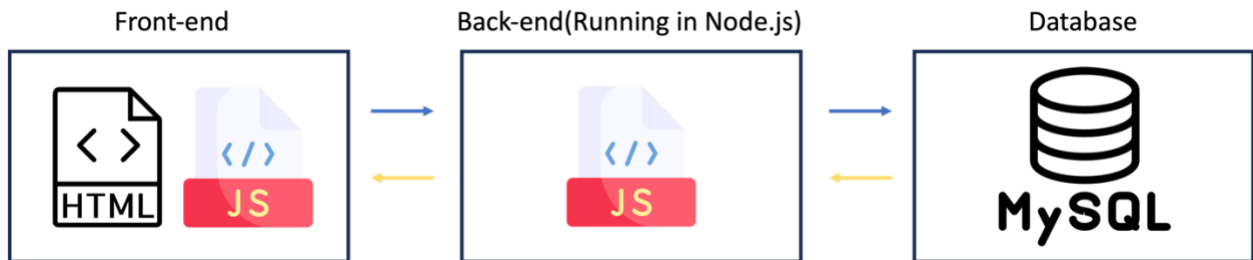 Front-end
Back-end(Running in Node.js)
Database
< >
HTML
</>
JS
</>
JS
MySQL